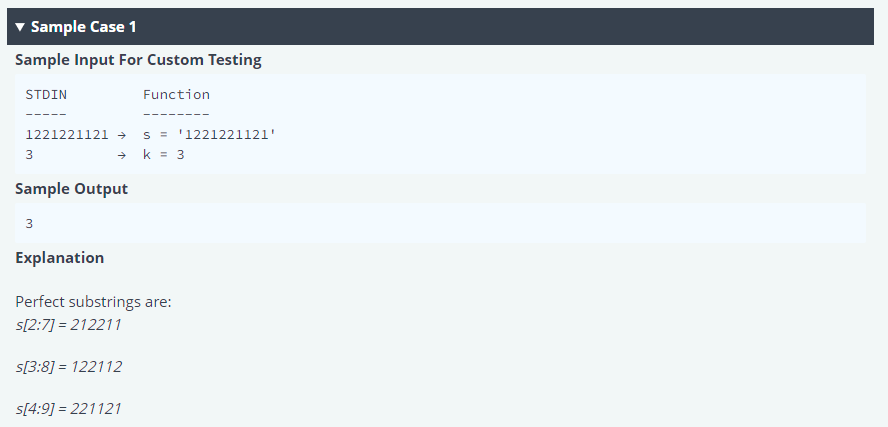 ▼ Sample Case 1
Sample Input For Custom Testing
STDIN Function
----- --------
1221221121 → s = '1221221121'
3 → k = 3
Sample Output
3
Explanation
Perfect substrings are:
s[2:7] = 212211
s[3:8] = 122112
s[4:9] = 221121